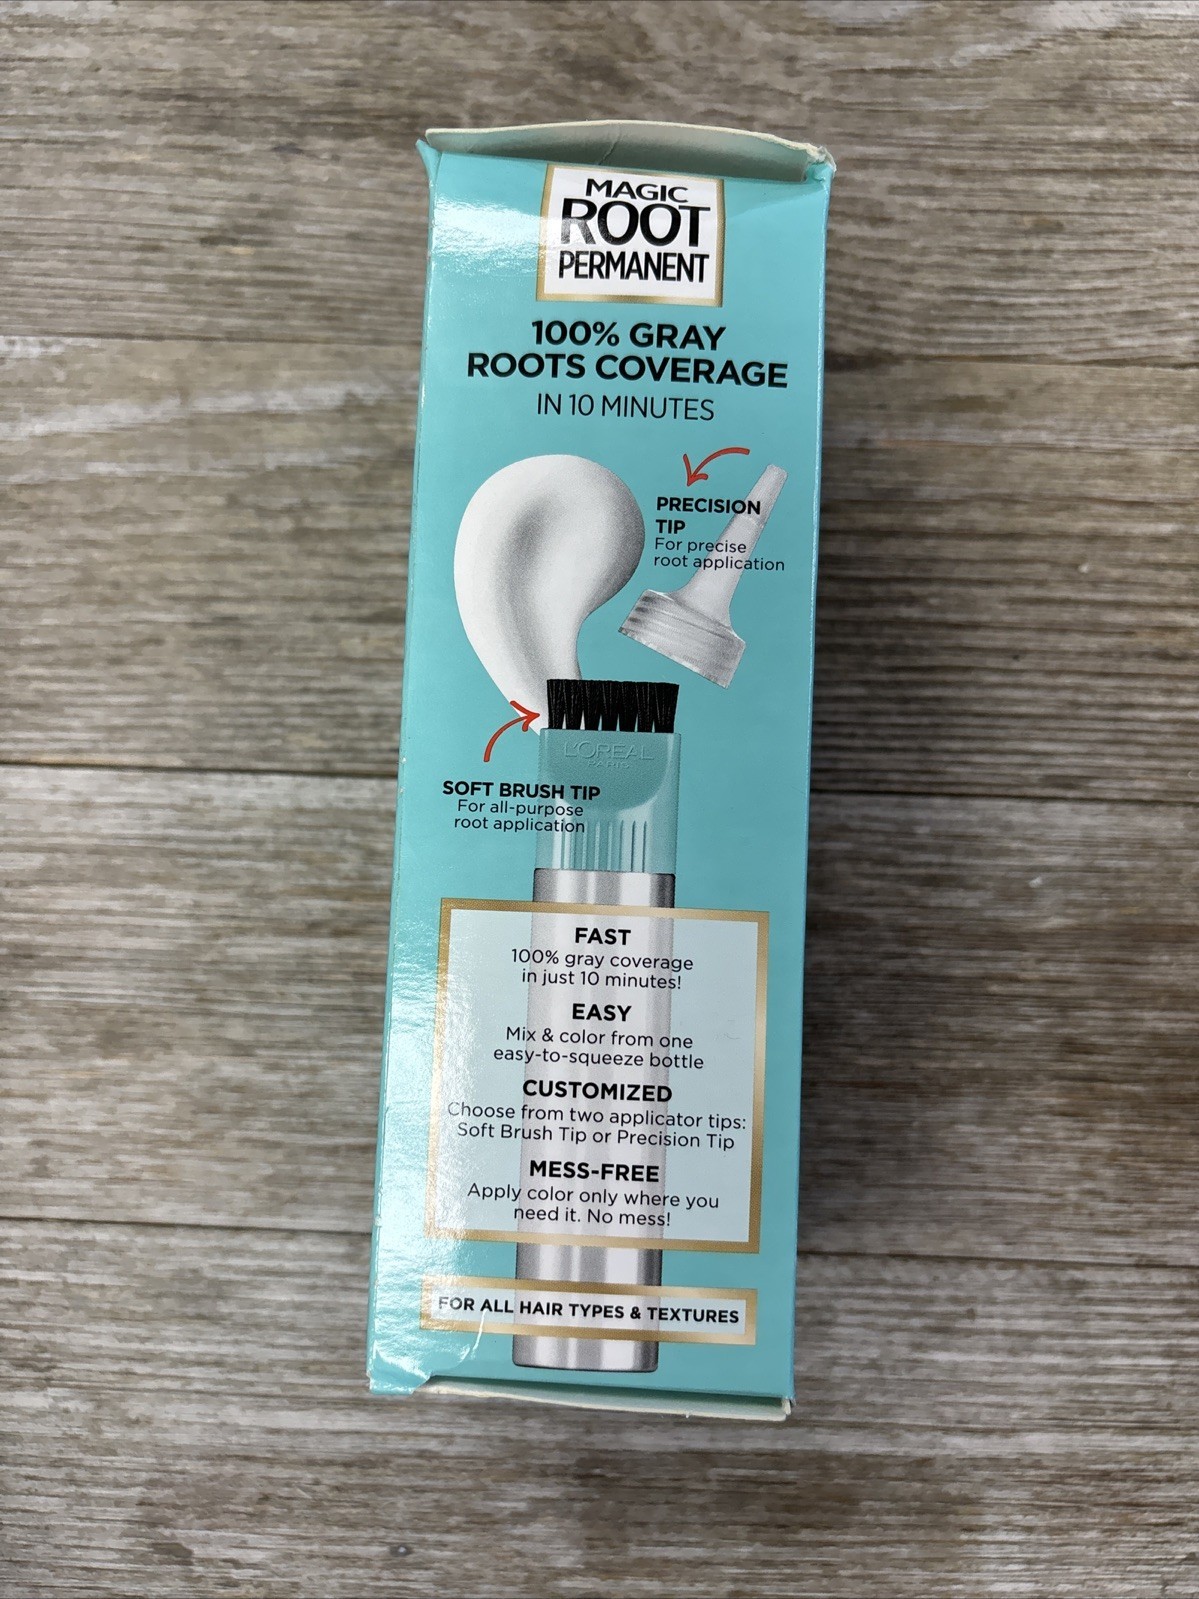 MAGIC
ROOT
PERMANENT
100% GRAY
ROOTS COVERAGE
IN 10 MINUTES
PRECISION
TIP
For precise
root application
L'ORÉAL
PARIS
SOFT BRUSH TIP
For all-purpose
root application
FAST
100% gray coverage
in just 10 minutes!
EASY
Mix & color from one
easy-to-squeeze bottle
CUSTOMIZED
Choose from two applicator tips:
Soft Brush Tip or Precision Tip
MESS-FREE
Apply color only where you
need it. No mess!
FOR ALL HAIR TYPES & TEXTURES